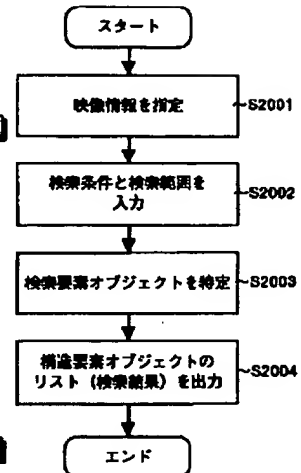 スタート
映像情報を指定
S2001
検索条件と検索範囲を
入力
S2002
検索要素オブジェクトを特定
S2003
構造要素オブジェクトの
リスト（検索結果）を出力
S2004
エンド